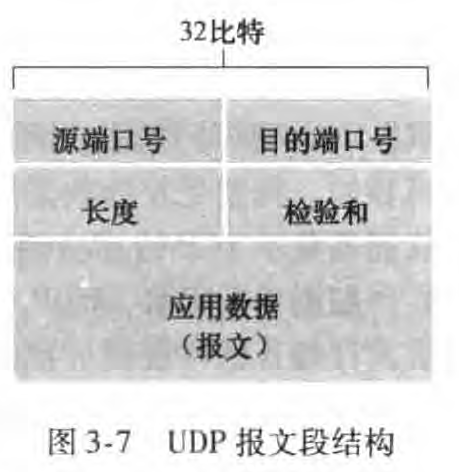 32比特
源端口号 目的端口号
长度 检验和
应用数据
（报文）
图 3-7 UDP 报文段结构